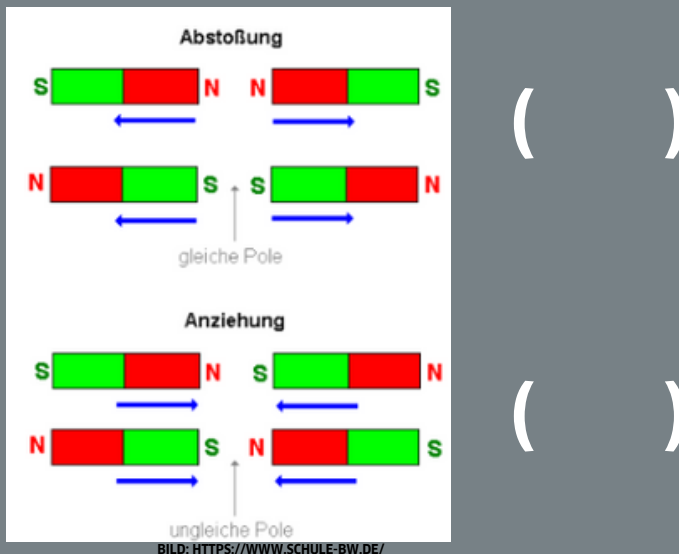 Abstoßung
S N N S
N S S N
gleiche Pole
Anziehung
S N S N
N S N S
ungleiche Pole
BILD: HTTPS://WWW.SCHULE-BW.DE/
( )
( )